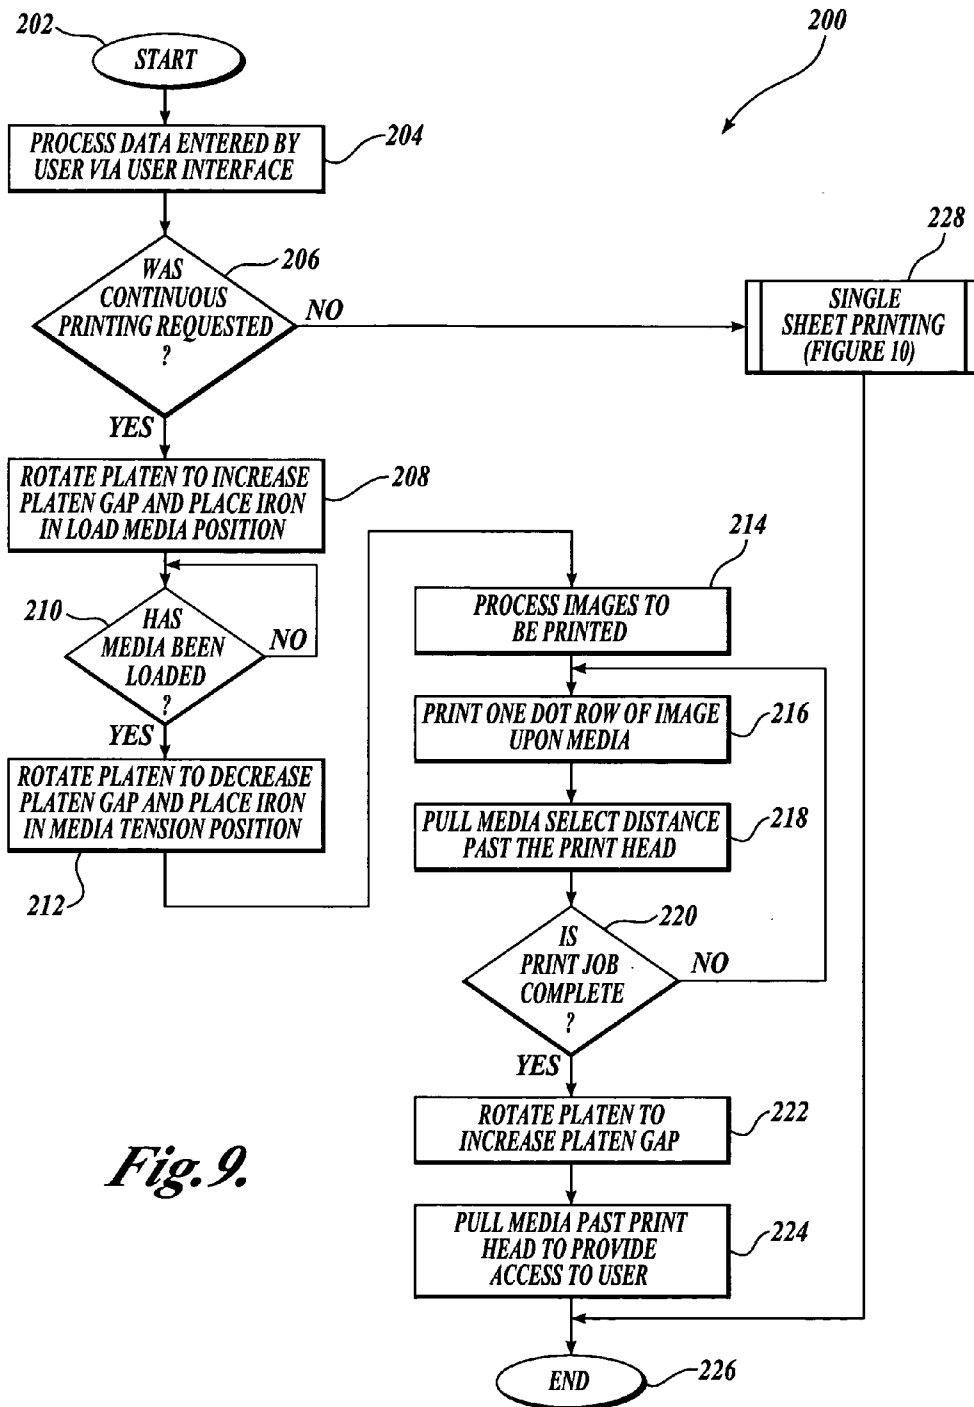 202
START
200
PROCESS DATA ENTERED BY
USER VIA USER INTERFACE
204
WAS
CONTINUOUS
PRINTING REQUESTED
?
206
NO
YES
228
SINGLE
SHEET PRINTING
(FIGURE 10)
ROTATE PLATEN TO INCREASE
PLATEN GAP AND PLACE IRON
IN LOAD MEDIA POSITION
208
210
HAS
MEDIA BEEN
LOADED
?
NO
YES
ROTATE PLATEN TO DECREASE
PLATEN GAP AND PLACE IRON
IN MEDIA TENSION POSITION
212
214
PROCESS IMAGES TO
BE PRINTED
PRINT ONE DOT ROW OF IMAGE
UPON MEDIA
216
PULL MEDIA SELECT DISTANCE
PAST THE PRINT HEAD
218
IS
PRINT JOB
COMPLETE
?
220
NO
YES
ROTATE PLATEN TO
INCREASE PLATEN GAP
222
PULL MEDIA PAST PRINT
HEAD TO PROVIDE
ACCESS TO USER
224
END
226
Fig.9.